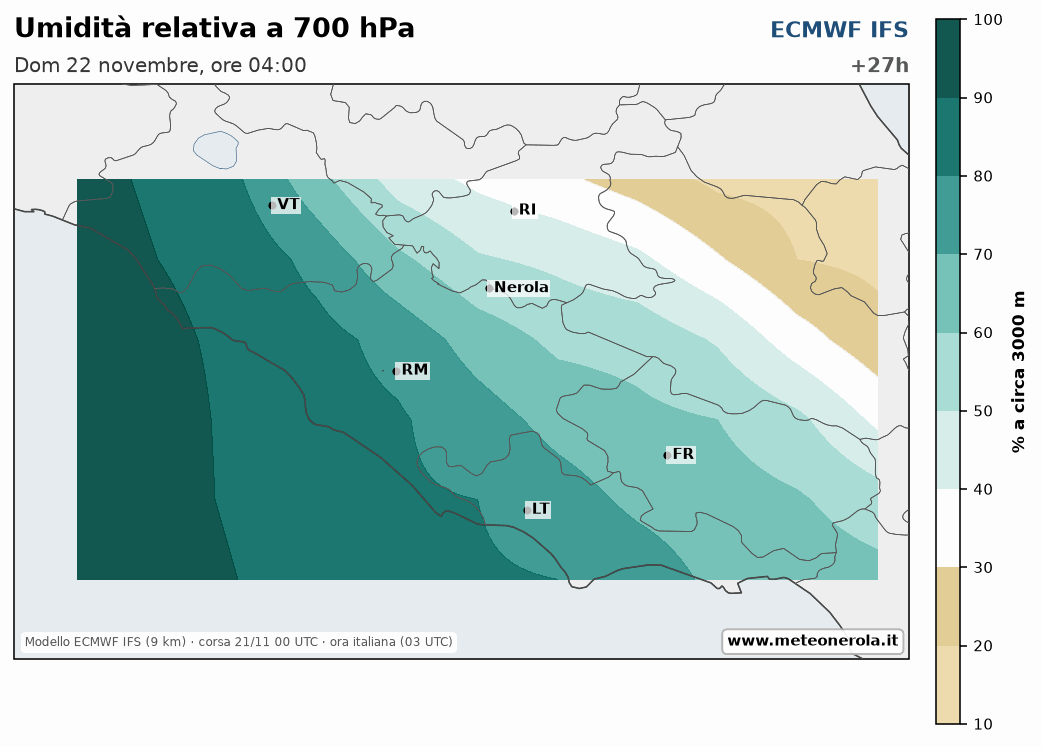 Umidità relativa a 700 hPa
ECMWF IFS
Dom 22 novembre, ore 04:00
+27h
100
90
80
70
60
50
40
30
20
10
% a circa 3000 m
VT
RI
Nerola
RM
FR
LT
Modello ECMWF IFS (9 km) · corsa 21/11 00 UTC · ora italiana (03 UTC)
www.meteonerola.it